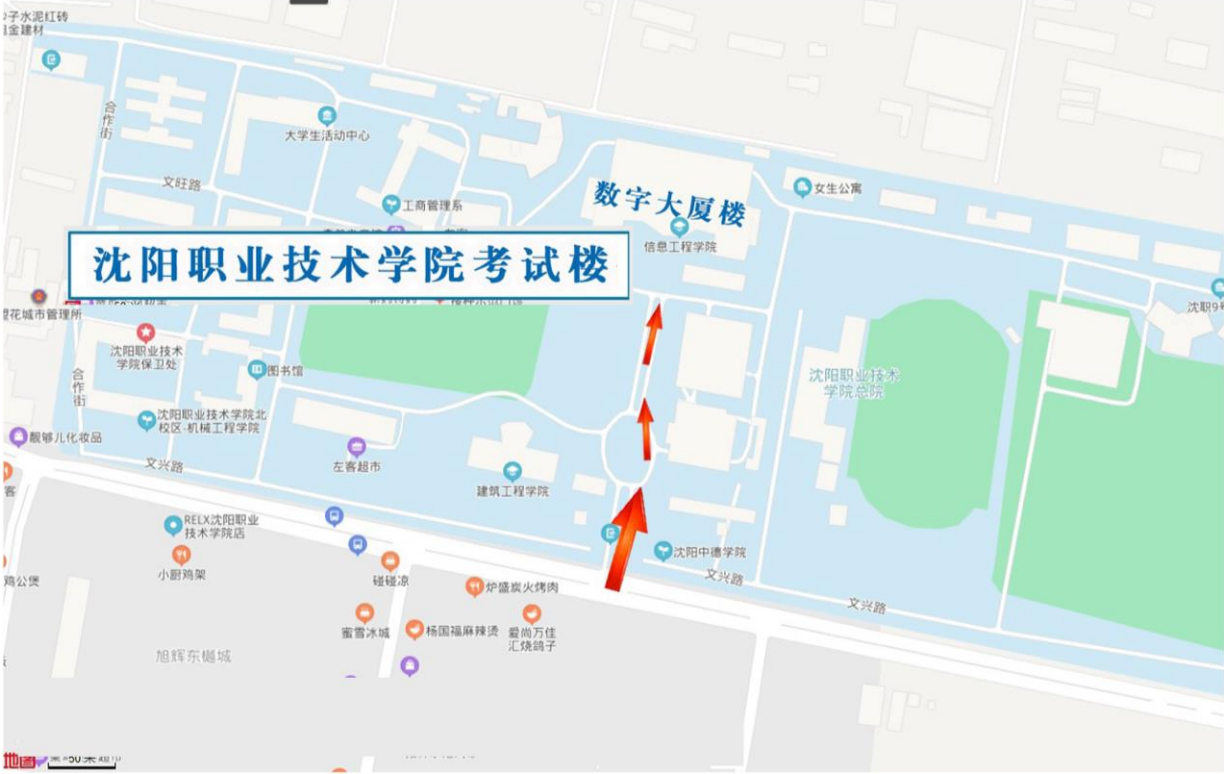 子水泥红砖
金建材
合作街
大学生活动中心
文旺路
工商管理系
女生公寓
数字大厦楼
信息工程学院
沈阳职业技术学院考试楼
花城市管理所
沈职9号
沈阳职业技术
学院保卫处
图书馆
合作街
沈阳职业技术
学院总院
沈阳职业技术学院北
校区-机械工程学院
靓够儿化妆品
文兴路
左客超市
建筑工程学院
客
RELX沈阳职业
技术学院店
小厨鸡架
沈阳中德学院
文兴路
鸡公煲
碰碰凉
炉盛炭火烤肉
文兴路
蜜雪冰城
杨国福麻辣烫
爱尚万佳
汇烧鸽子
旭辉东樾城
地图
50米